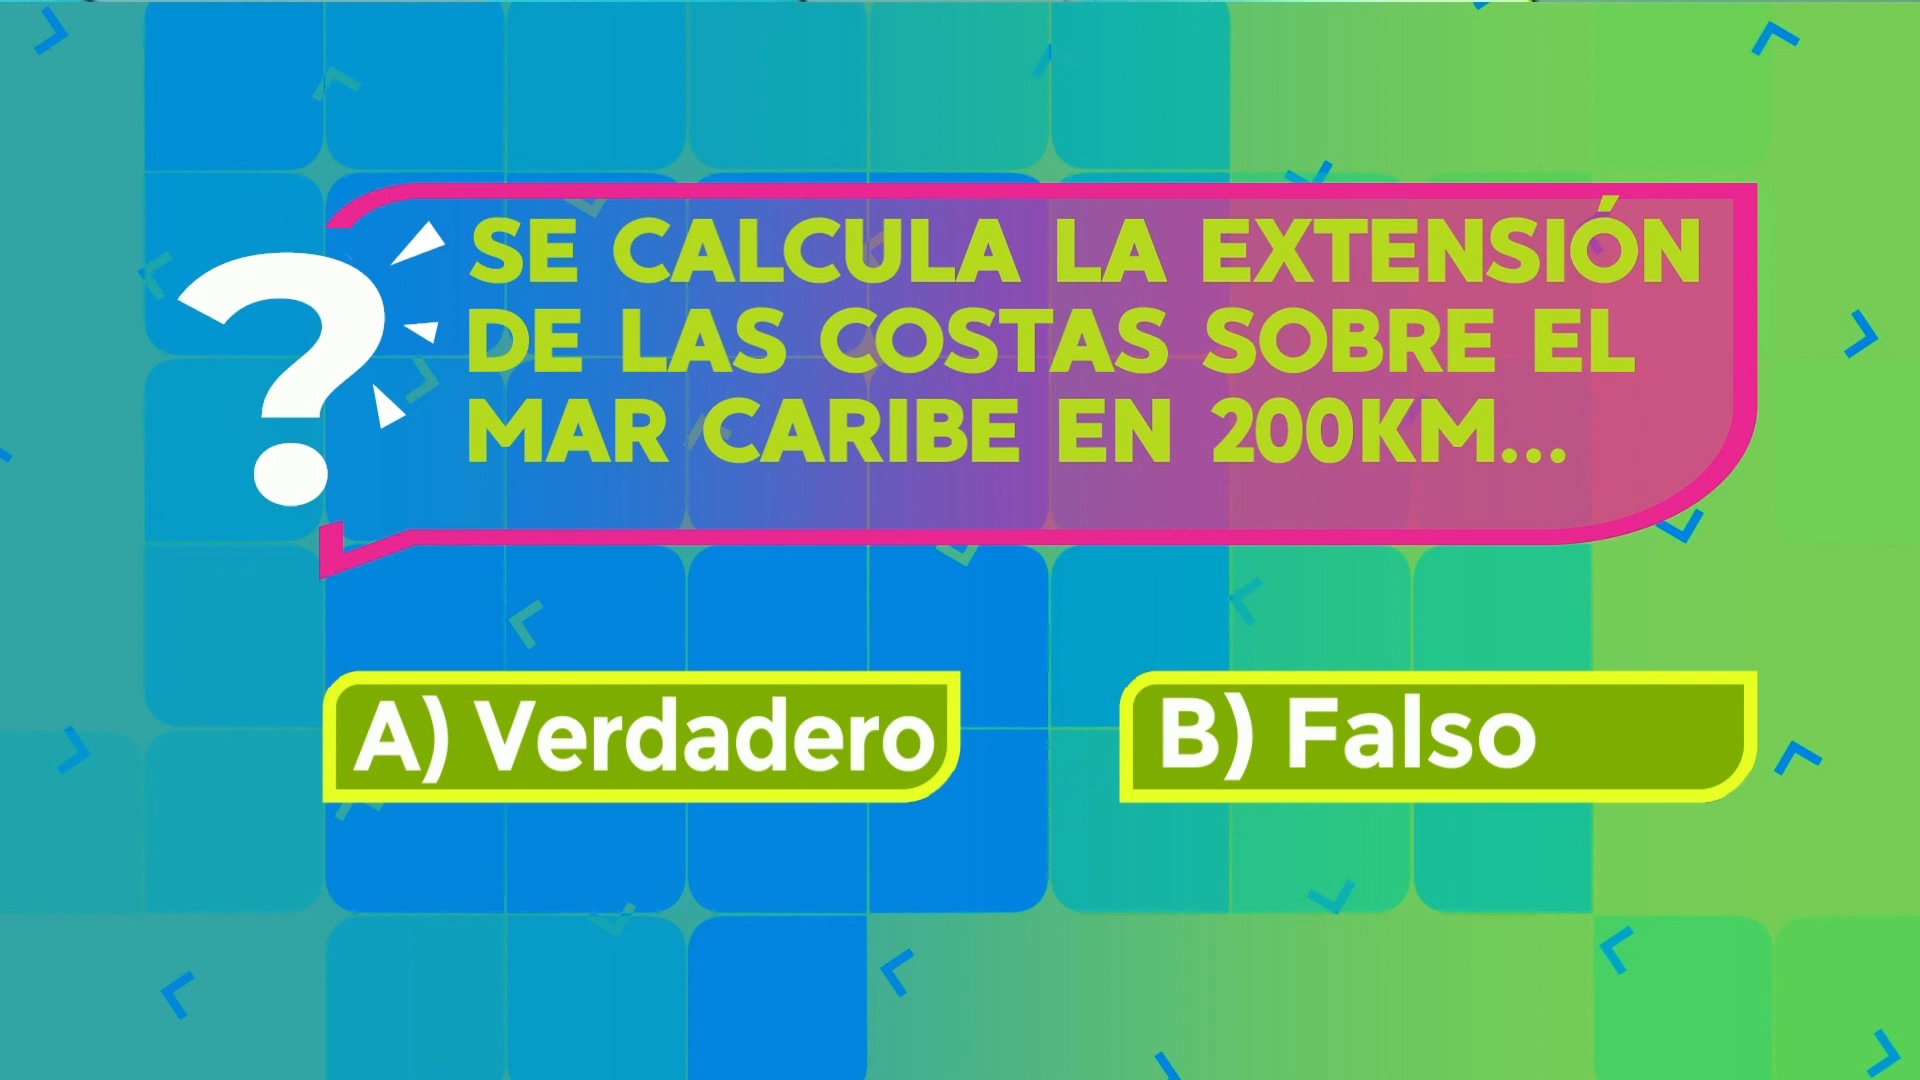 ?
SE CALCULA LA EXTENSIÓN
DE LAS COSTAS SOBRE EL
MAR CARIBE EN 200KM...
A) Verdadero
B) Falso